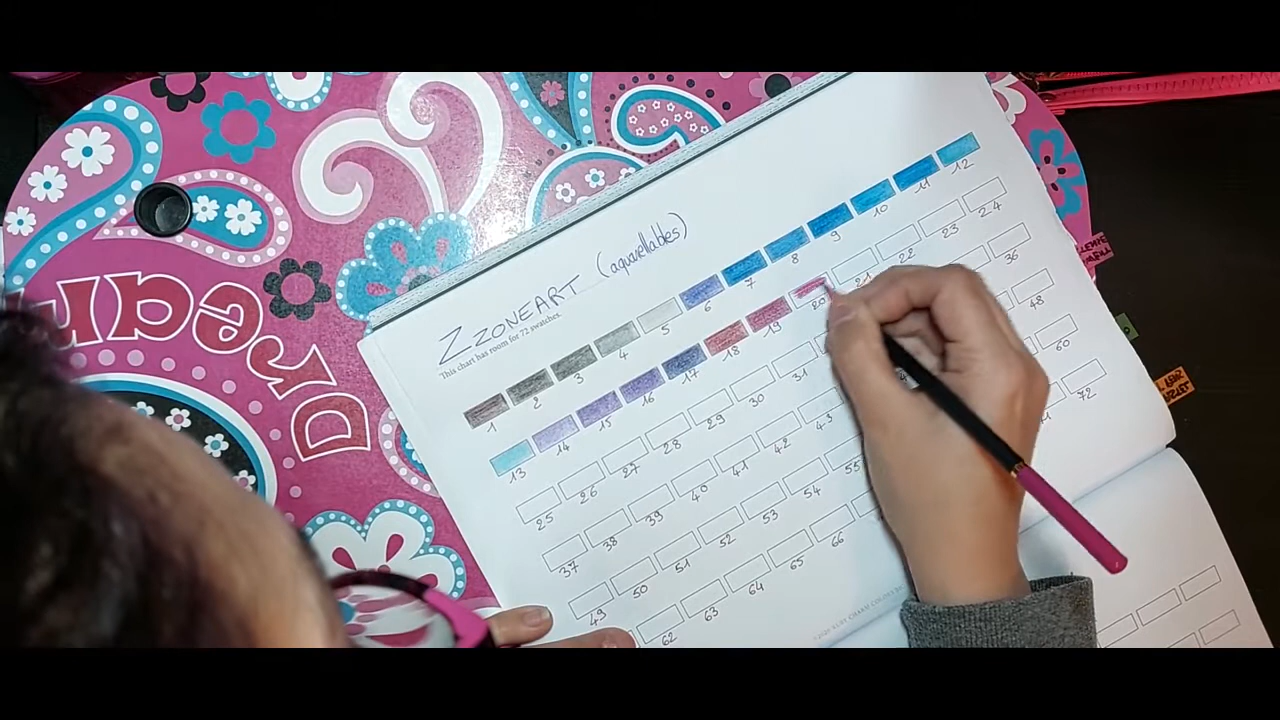 ZZONEART (aquarellables)
This chart has room for 72 swatches.
1 2 3 4 5 6 7 8 9 10 11 12
13 14 15 16 17 18 19 20 21 22 23 24
25 26 27 28 29 30 31 36
37 38 39 40 41 42 43 48
49 50 51 52 53 54 55 60
62 63 64 65 66 72
Dream